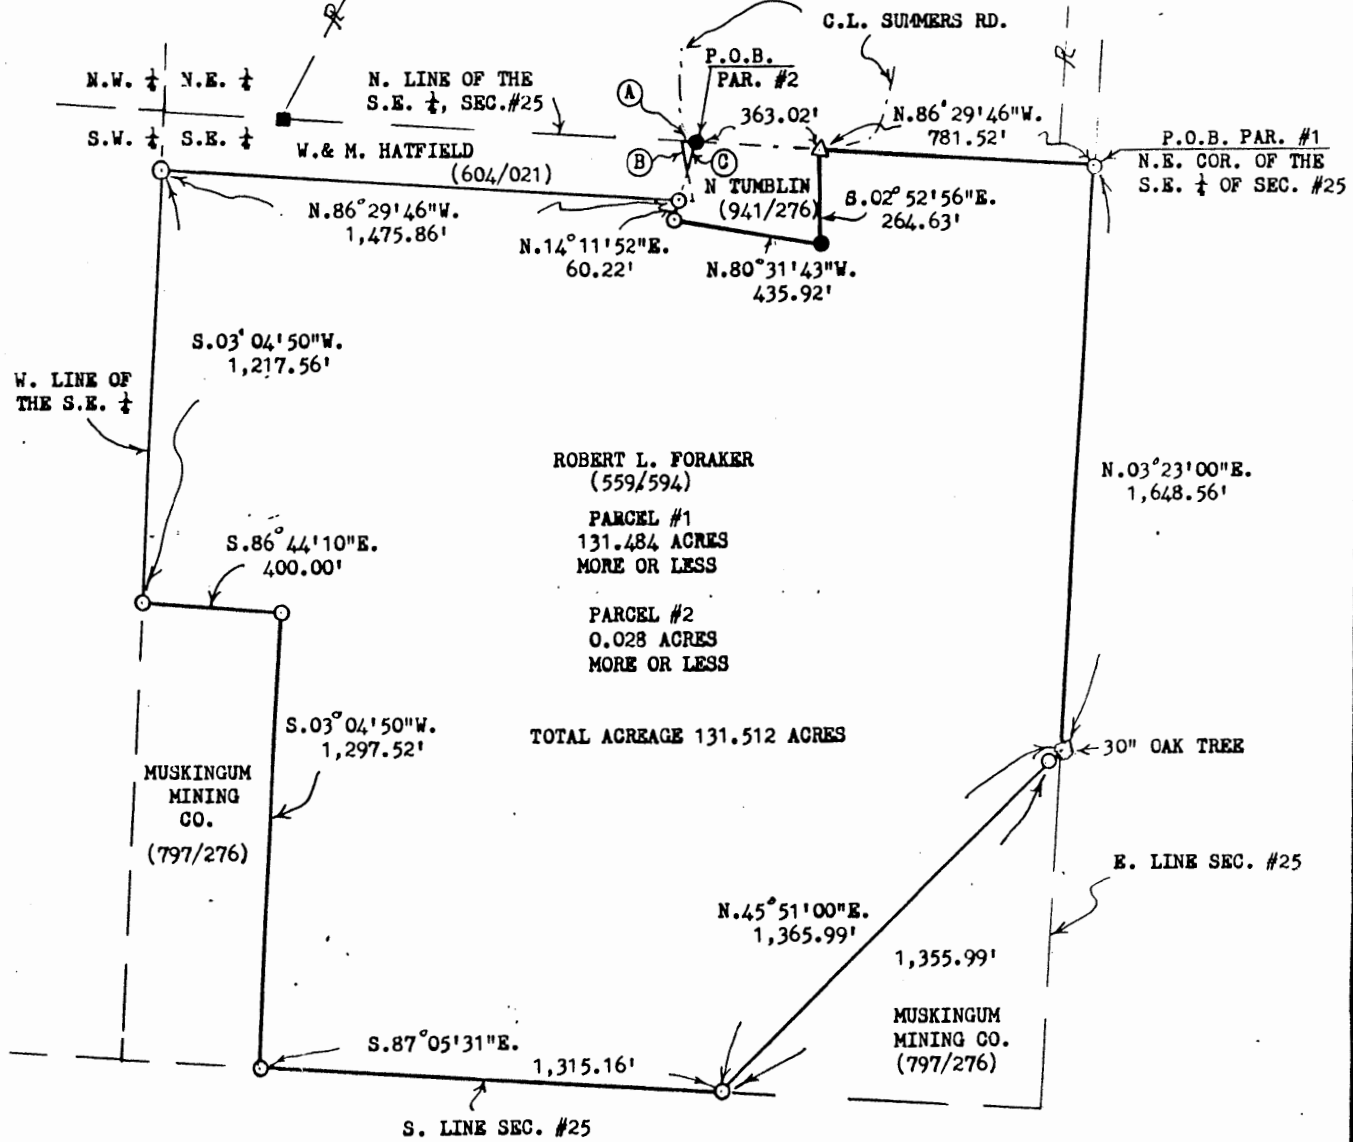 C.L. SUMMERS RD.
P.O.B.
PAR. #2
N.W. ¼ N.E. ¼
S.W. ¼ S.E. ¼
N. LINE OF THE
S.E. ¼, SEC.#25
A
B
C
363.02'
N.86°29'46"W.
781.52'
P.O.B. PAR. #1
N.E. COR. OF THE
S.E. ¼ OF SEC. #25
W.& M. HATFIELD
(604/021)
N TUMBLIN
(941/276)
S.02°52'56"E.
264.63'
N.86°29'46"W.
1,475.86'
N.14°11'52"E.
60.22'
N.80°31'43"W.
435.92'
S.03°04'50"W.
1,217.56'
W. LINE OF
THE S.E. ¼
ROBERT L. FORAKER
(559/594)
PARCEL #1
131.484 ACRES
MORE OR LESS
N.03°23'00"E.
1,648.56'
S.86°44'10"E.
400.00'
PARCEL #2
0.028 ACRES
MORE OR LESS
S.03°04'50"W.
1,297.52'
TOTAL ACREAGE 131.512 ACRES
30" OAK TREE
MUSKINGUM
MINING
CO.
(797/276)
E. LINE SEC. #25
N.45°51'00"E.
1,365.99'
1,355.99'
MUSKINGUM
MINING CO.
(797/276)
S.87°05'31"E.
1,315.16'
S. LINE SEC. #25